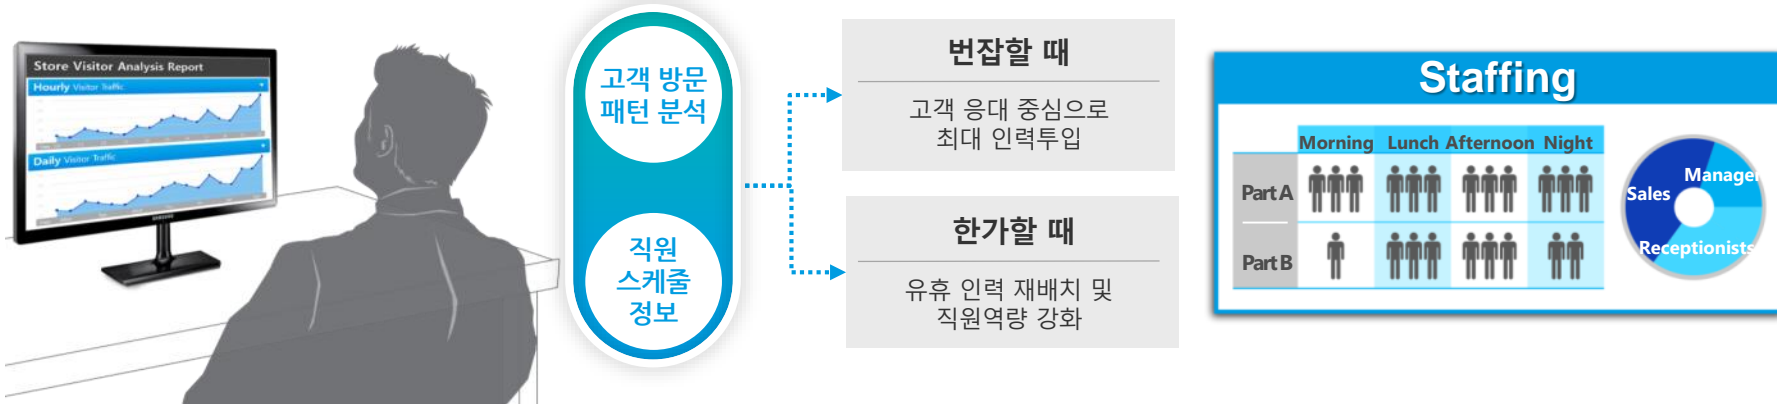 Store Visitor Analysis Report
Hourly Visitor Traffic
Daily Visitor Traffic
SAMSUNG
고객 방문
패턴 분석
직원
스케줄
정보
번잡할 때
고객 응대 중심으로
최대 인력투입
한가할 때
유휴 인력 재배치 및
직원역량 강화
Staffing
Morning Lunch Afternoon Night
Part A
Part B
Sales
Manager
Receptionists